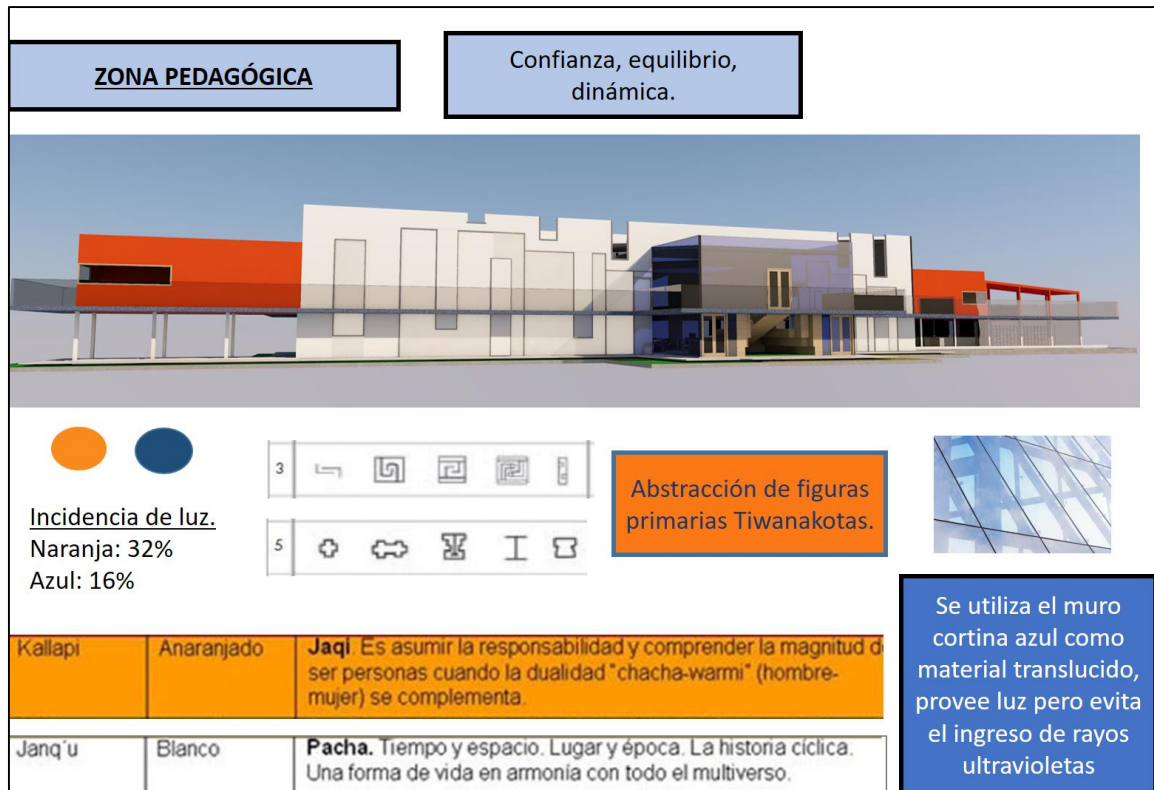 ZONA PEDAGÓGICA
Confianza, equilibrio,
dinámica.
Incidencia de luz.
Naranja: 32%
Azul: 16%
3
5
Abstracción de figuras
primarias Tiwanakotas.
Se utiliza el muro
cortina azul como
material translucido,
provee luz pero evita
el ingreso de rayos
ultravioletas
Kallapi Anaranjado Jaqi. Es asumir la responsabilidad y comprender la magnitud d
ser personas cuando la dualidad "chacha-warmi" (hombre-
mujer) se complementa.
Janq´u Blanco Pacha. Tiempo y espacio. Lugar y época. La historia cíclica.
Una forma de vida en armonía con todo el multiverso.